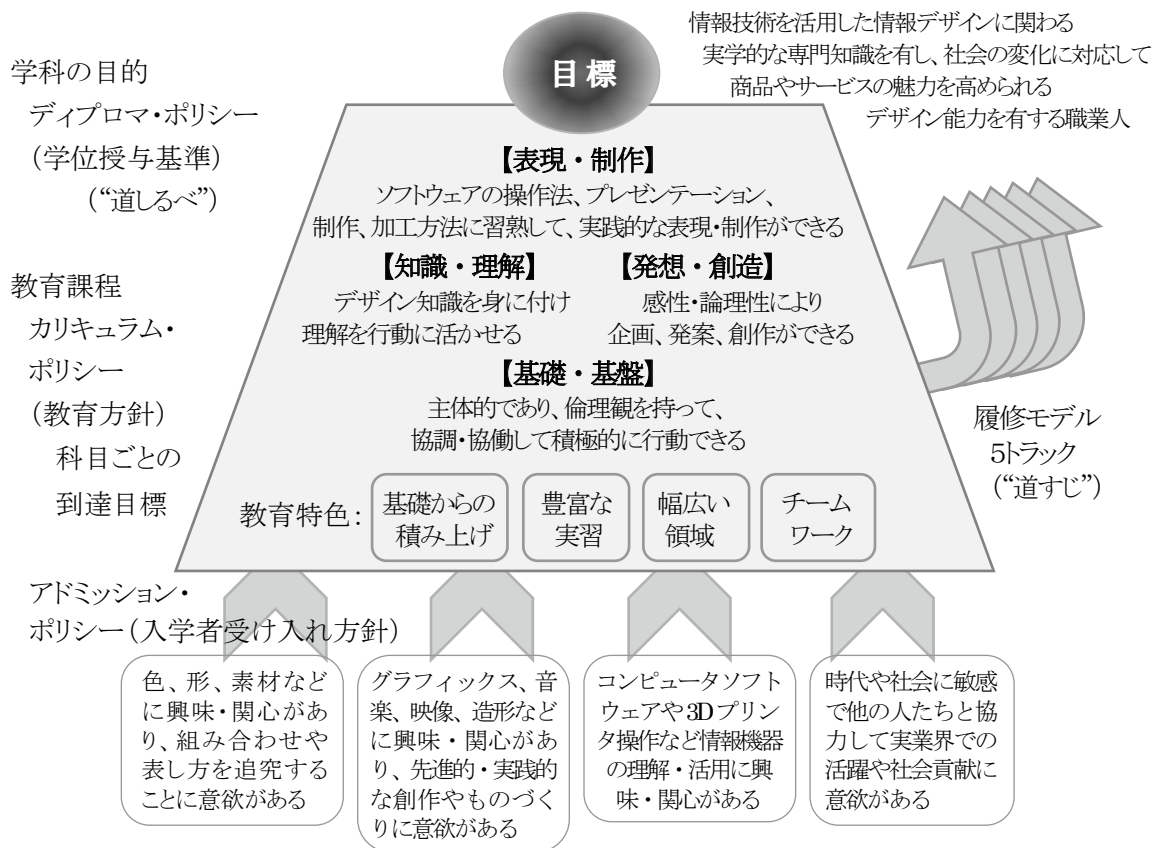 目標
情報技術を活用した情報デザインに関わる
実学的な専門知識を有し、社会の変化に対応して
商品やサービスの魅力を高められる
デザイン能力を有する職業人
学科の目的
ディプロマ・ポリシー
（学位授与基準）
（“道しるべ”）
【表現・制作】
ソフトウェアの操作法、プレゼンテーション、
制作、加工方法に習熟して、実践的な表現・制作ができる
【知識・理解】
デザイン知識を身に付け
理解を行動に活かせる
【発想・創造】
感性・論理性により
企画、発案、創作ができる
【基礎・基盤】
主体的であり、倫理観を持って、
協調・協働して積極的に行動できる
教育課程
カリキュラム・
ポリシー
（教育方針）
科目ごとの
到達目標
履修モデル
5トラック
（“道すじ”）
教育特色：
基礎からの
積み上げ
豊富な
実習
幅広い
領域
チーム
ワーク
アドミッション・
ポリシー（入学者受け入れ方針）
色、形、素材など
に興味・関心があ
り、組み合わせや
表し方を追究する
ことに意欲がある
グラフィックス、音
楽、映像、造形など
に興味・関心があ
り、先進的・実践的
な創作やものづく
りに意欲がある
コンピュータソフト
ウェアや3Dプリン
タ操作など情報機器
の理解・活用に興
味・関心がある
時代や社会に敏感
で他の人たちと協
力して実業界での
活躍や社会貢献に
意欲がある